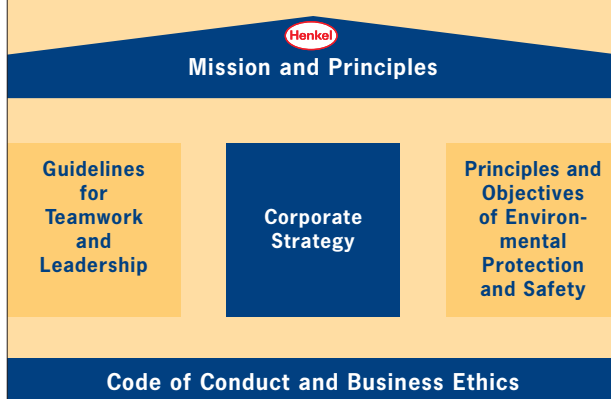 Henkel
Mission and Principles
Guidelines
for
Teamwork
and
Leadership
Corporate
Strategy
Principles and
Objectives
of Environ-
mental
Protection
and Safety
Code of Conduct and Business Ethics